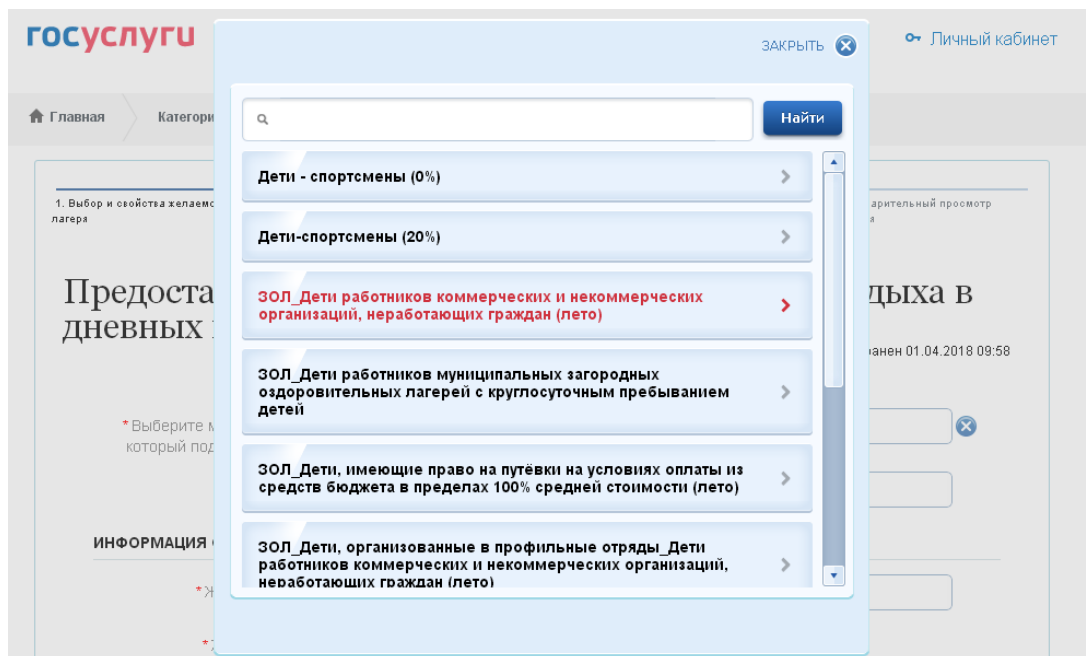 госуслуги
ЗАКРЫТЬ
Личный кабинет
Главная
Категори
Найти
Дети - спортсмены (0%)
1. Выбор и свойства желаемо
лагеря
арительный просмотр
Дети-спортсмены (20%)
Предоста
дыха в
дневных
ЗОЛ_Дети работников коммерческих и некоммерческих
организаций, неработающих граждан (лето)
анен 01.04.2018 09:58
ЗОЛ_Дети работников муниципальных загородных
оздоровительных лагерей с круглосуточным пребыванием
детей
* Выберите м
который под
ЗОЛ_Дети, имеющие право на путёвки на условиях оплаты из
средств бюджета в пределах 100% средней стоимости (лето)
ИНФОРМАЦИЯ
ЗОЛ_Дети, организованные в профильные отряды_Дети
работников коммерческих и некоммерческих организаций,
неработающих граждан (лето)